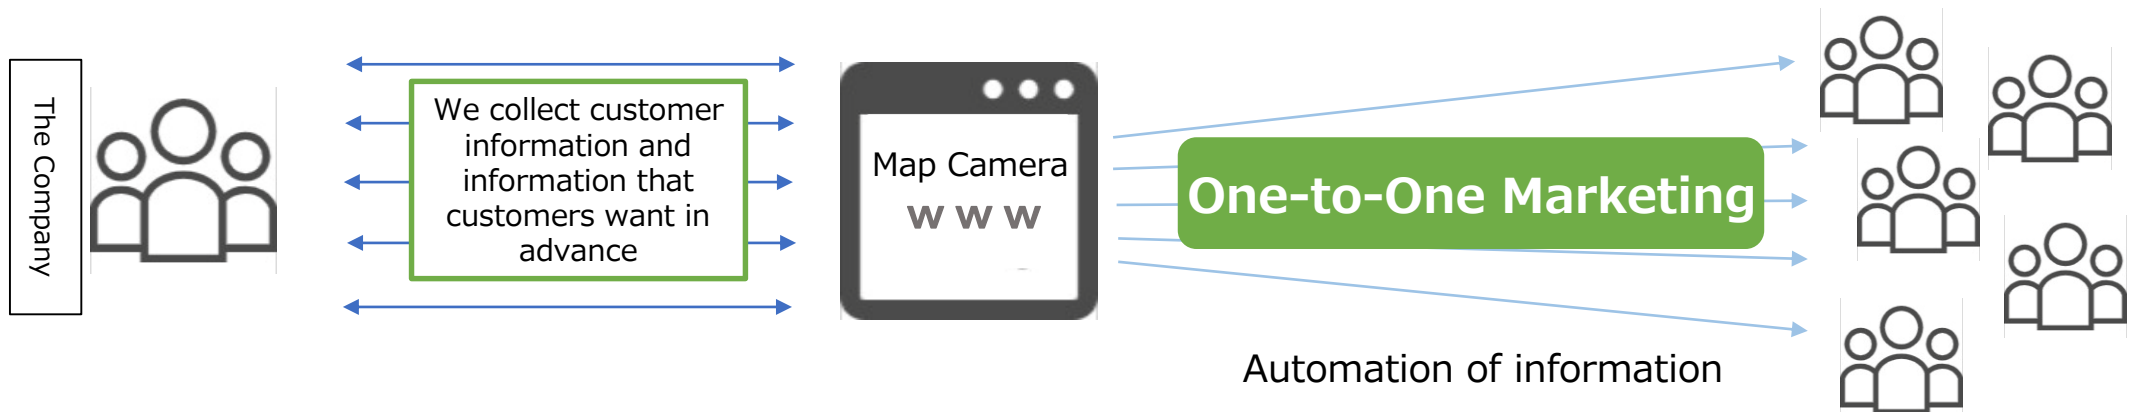 The Company
We collect customer
information and
information that
customers want in
advance
Map Camera
w w w
One-to-One Marketing
Automation of information